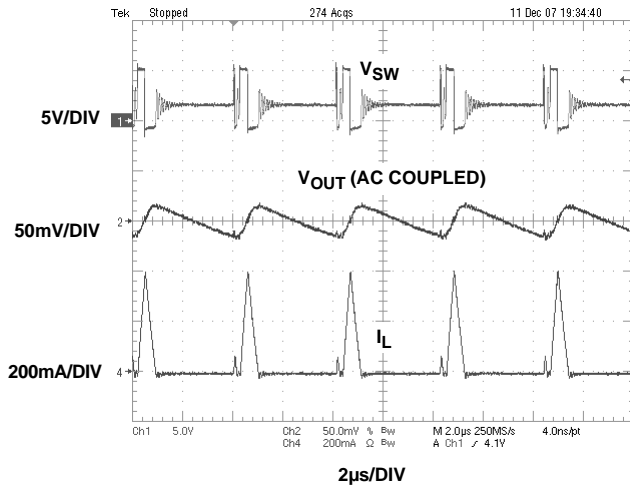 Tek Stopped 274 Acqs 11 Dec 07 19:34:40
VSW
5V/DIV
1
VOUT (AC COUPLED)
50mV/DIV
2
IL
200mA/DIV
4
Ch1 5.0V Ch2 50.0mV % Bw M 2.0µs 250MS/s 4.0ns/pt
Ch4 200mA Ω Bw A Ch1 ∕ 4.1V
2µs/DIV